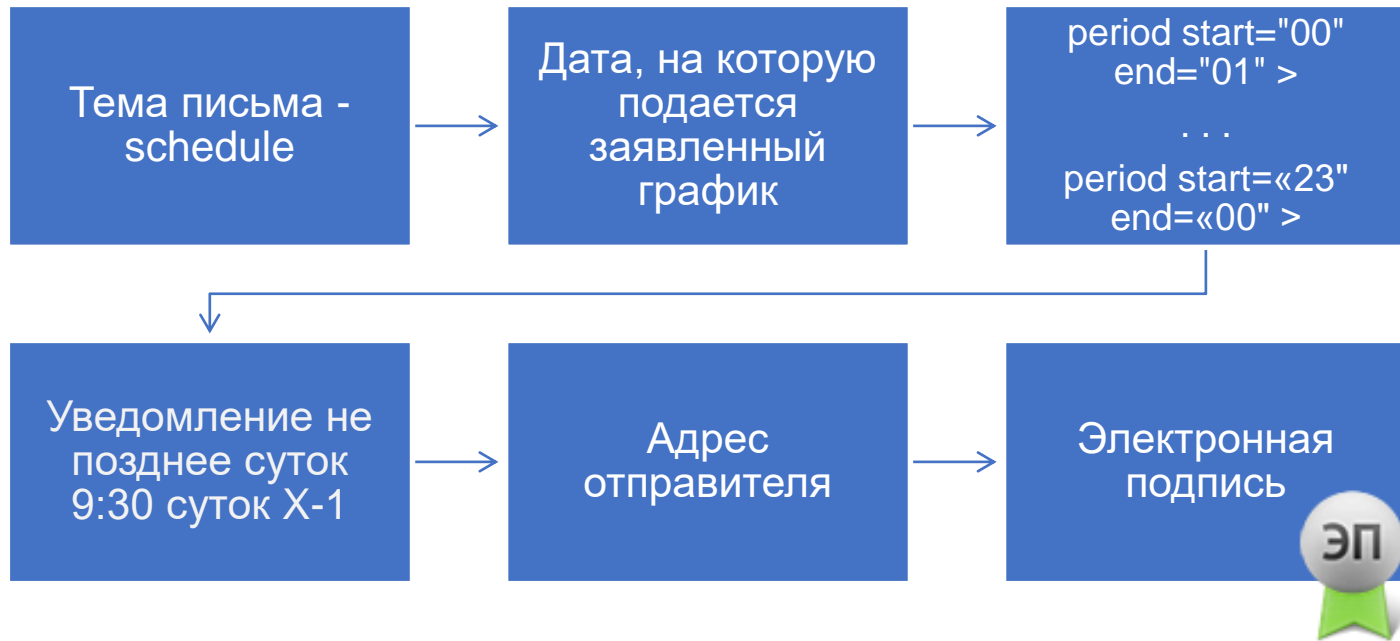 Тема письма -
schedule
Дата, на которую
подается
заявленный
график
period start="00"
end="01" >
. . .
period start=«23"
end=«00" >
Уведомление не
позднее суток
9:30 суток Х-1
Адрес
отправителя
Электронная
подпись
ЭП